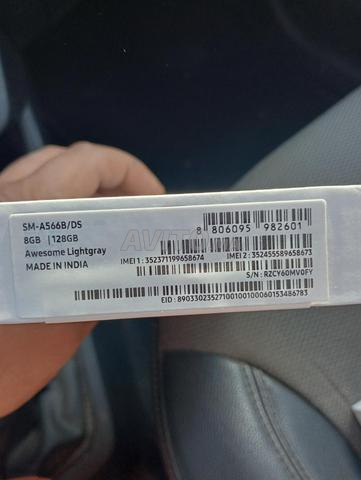 SM-A566B/DS
8GB | 128GB
Awesome Lightgray
MADE IN INDIA
8 806095 982601
AVITO
IMEI 1: 352371199658674
IMEI 2: 352455589658673
S/N: RZCY60MV0FY
EID: 89033023527100100100060153486783